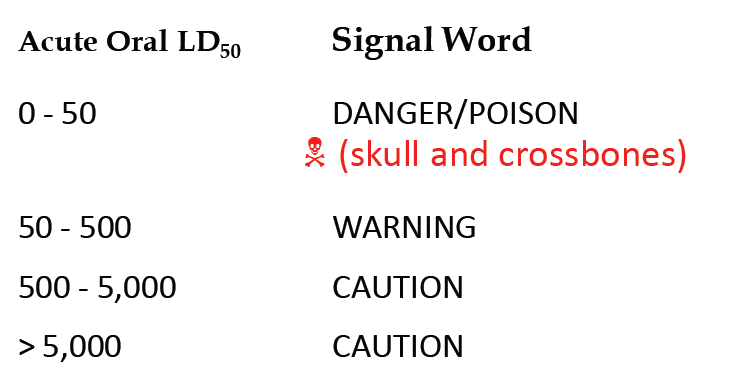 Acute Oral LD50 Signal Word
0 - 50 DANGER/POISON
☠ (skull and crossbones)
50 - 500 WARNING
500 - 5,000 CAUTION
> 5,000 CAUTION